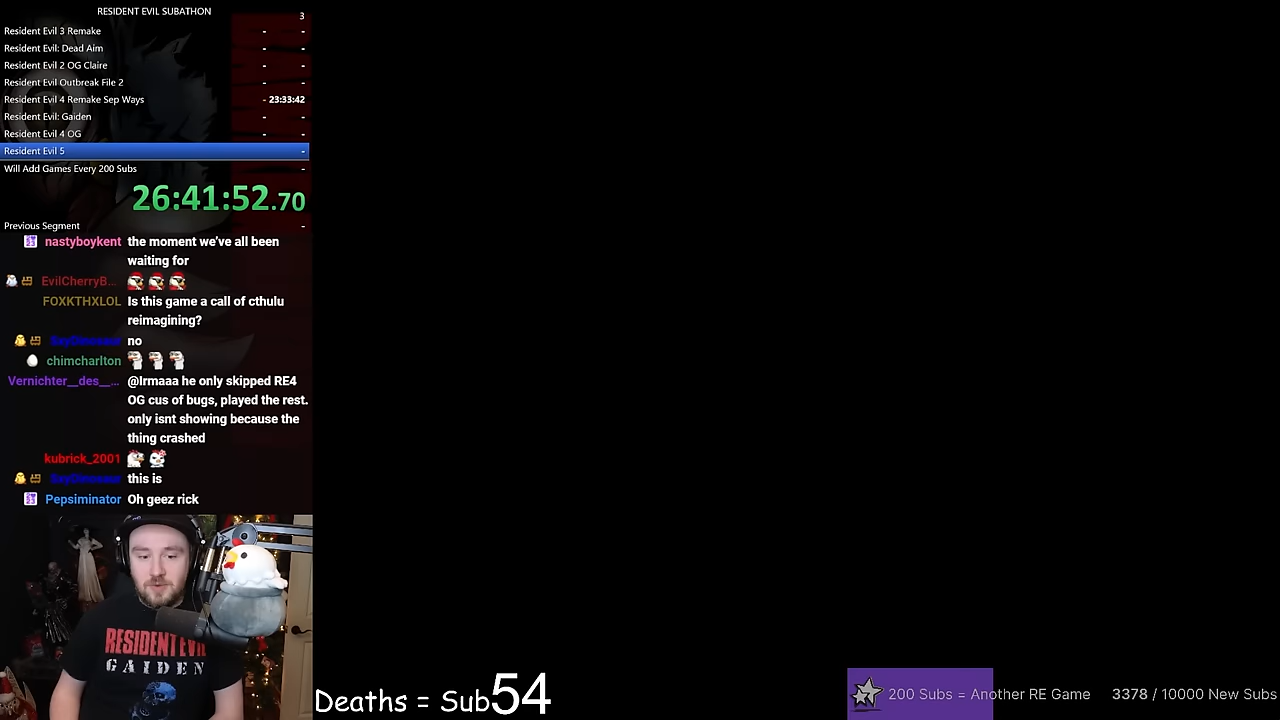 RESIDENT EVIL SUBATHON
3
Resident Evil 3 Remake - -
Resident Evil: Dead Aim - -
Resident Evil 2 OG Claire - -
Resident Evil Outbreak File 2 - -
Resident Evil 4 Remake Sep Ways - 23:33:42
Resident Evil: Gaiden - -
Resident Evil 4 OG - -
Resident Evil 5 -
Will Add Games Every 200 Subs -
26:41:52.70
Previous Segment -
nastyboykent the moment we've all been
waiting for
EvilCherryB...
FOXKTHXLOL Is this game a call of cthulu
reimagining?
no
chimcharlton
Vernichter__des__... @Irmaaa he only skipped RE4
OG cus of bugs, played the rest.
only isnt showing because the
thing crashed
kubrick_2001
this is
Pepsiminator Oh geez rick
RESIDENT EVIL
GAIDEN
Deaths = Sub54
200 Subs = Another RE Game 3378 / 10000 New Subs